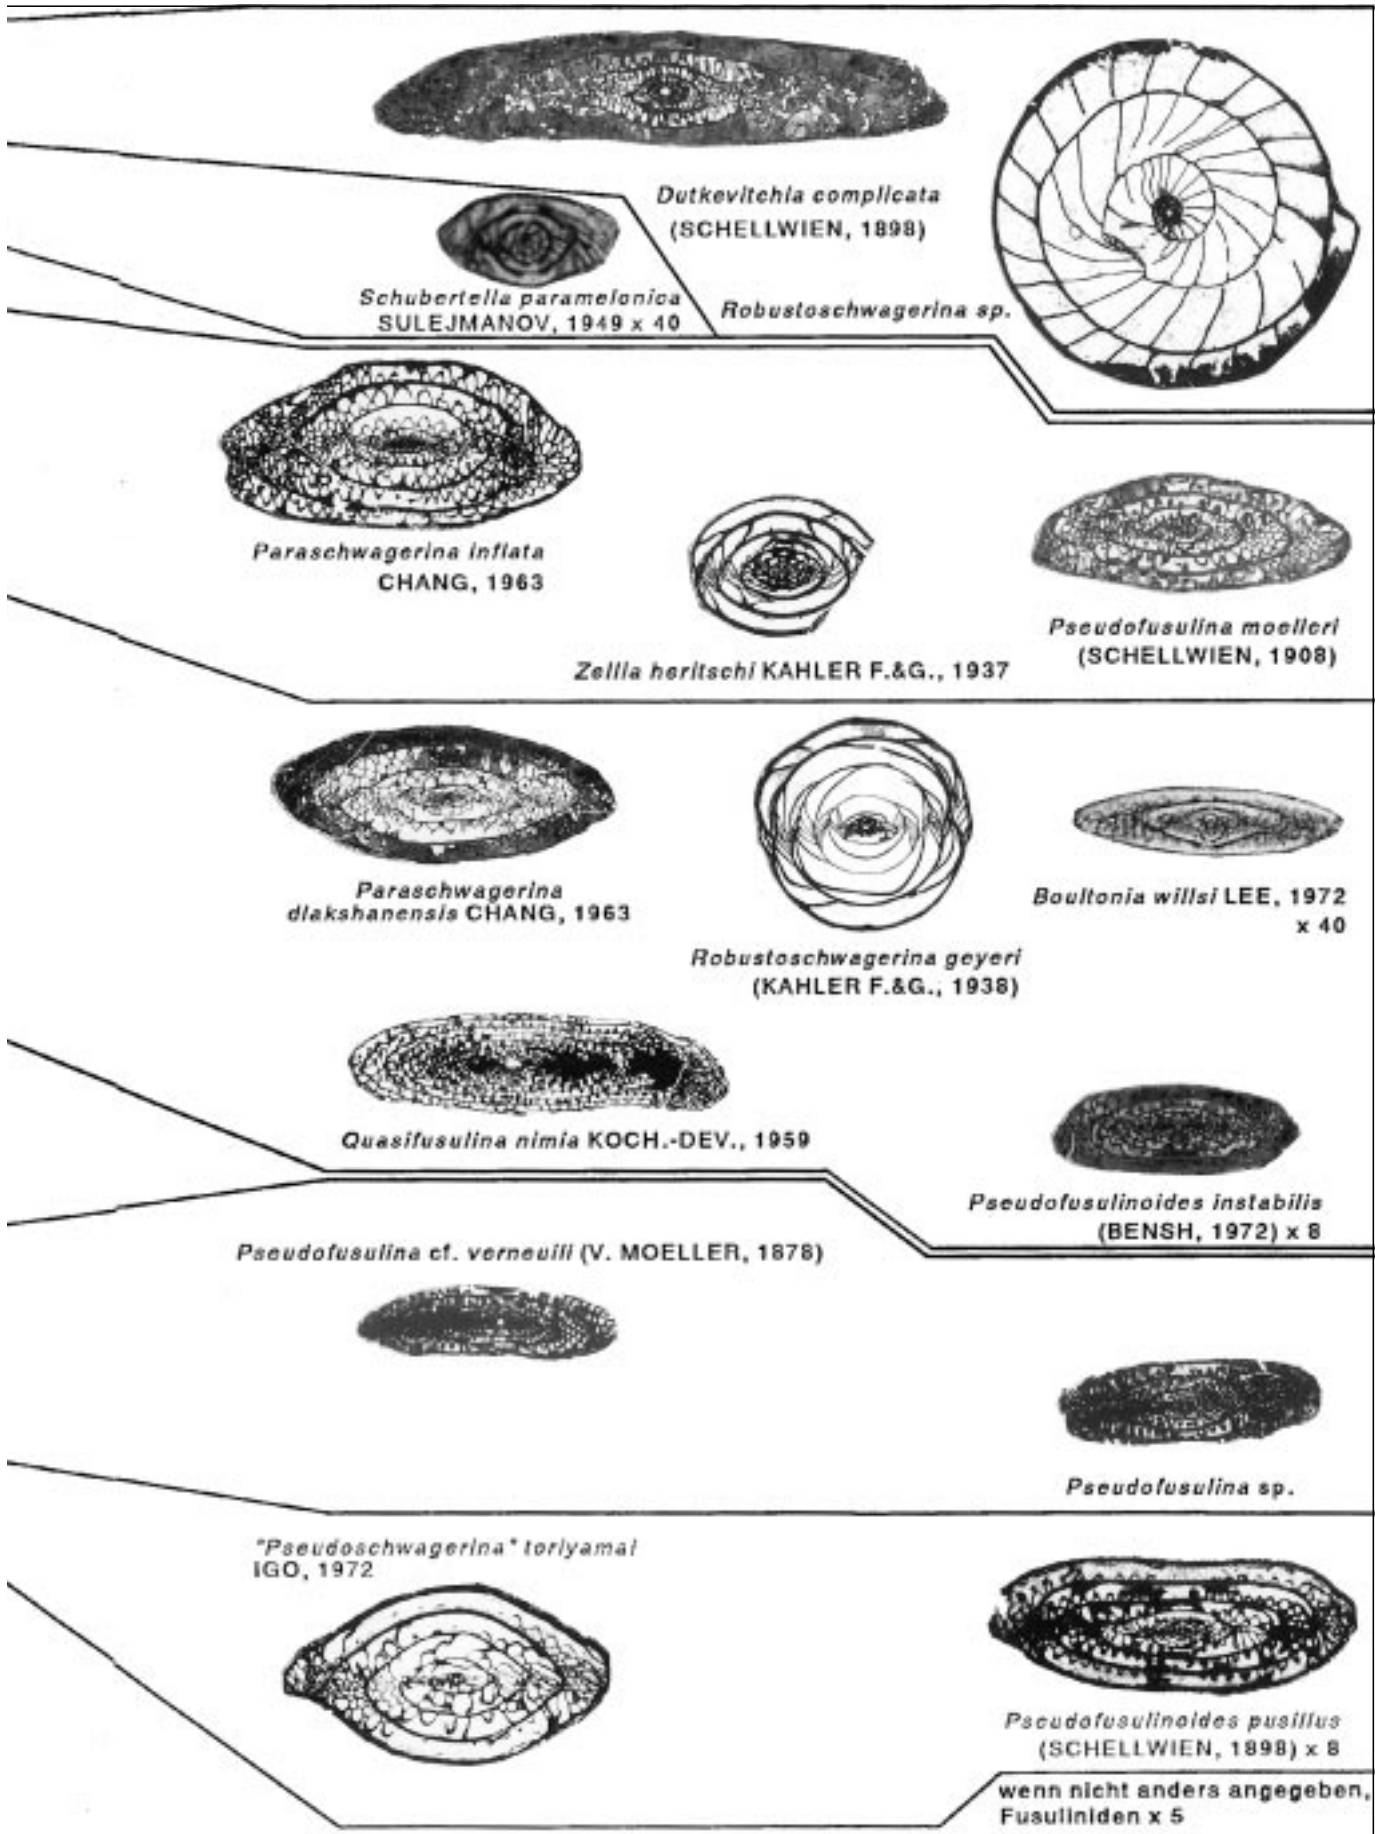 Dutkevitchia complicata
(SCHELLWIEN, 1898)
Schubertella paramelonica
SULEJMANOV, 1949 x 40
Robustoschwagerina sp.
Paraschwagerina inflata
CHANG, 1963
Pseudofusulina moelleri
(SCHELLWIEN, 1908)
Zellia heritschi KAHLER F.&G., 1937
Paraschwagerina
dlakshanensis CHANG, 1963
Boultonia willsi LEE, 1972
x 40
Robustoschwagerina geyeri
(KAHLER F.&G., 1938)
Quasifusulina nimia KOCH.-DEV., 1959
Pseudofusulinoides instabilis
(BENSH, 1972) x 8
Pseudofusulina cf. verneuili (V. MOELLER, 1878)
Pseudofusulina sp.
"Pseudoschwagerina" toriyamai
IGO, 1972
Pseudofusulinoides pusillus
(SCHELLWIEN, 1898) x 8
wenn nicht anders angegeben,
Fusuliniden x 5